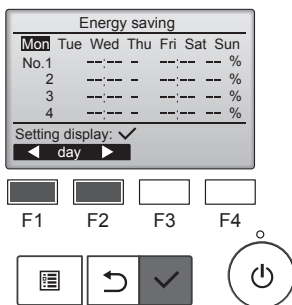 Energy saving
Mon Tue Wed Thu Fri Sat Sun
No.1 --:-- - --:-- -- %
2 --:-- - --:-- -- %
3 --:-- - --:-- -- %
4 --:-- - --:-- -- %
Setting display: ✓
◀ day ▶
F1 F2 F3 F4